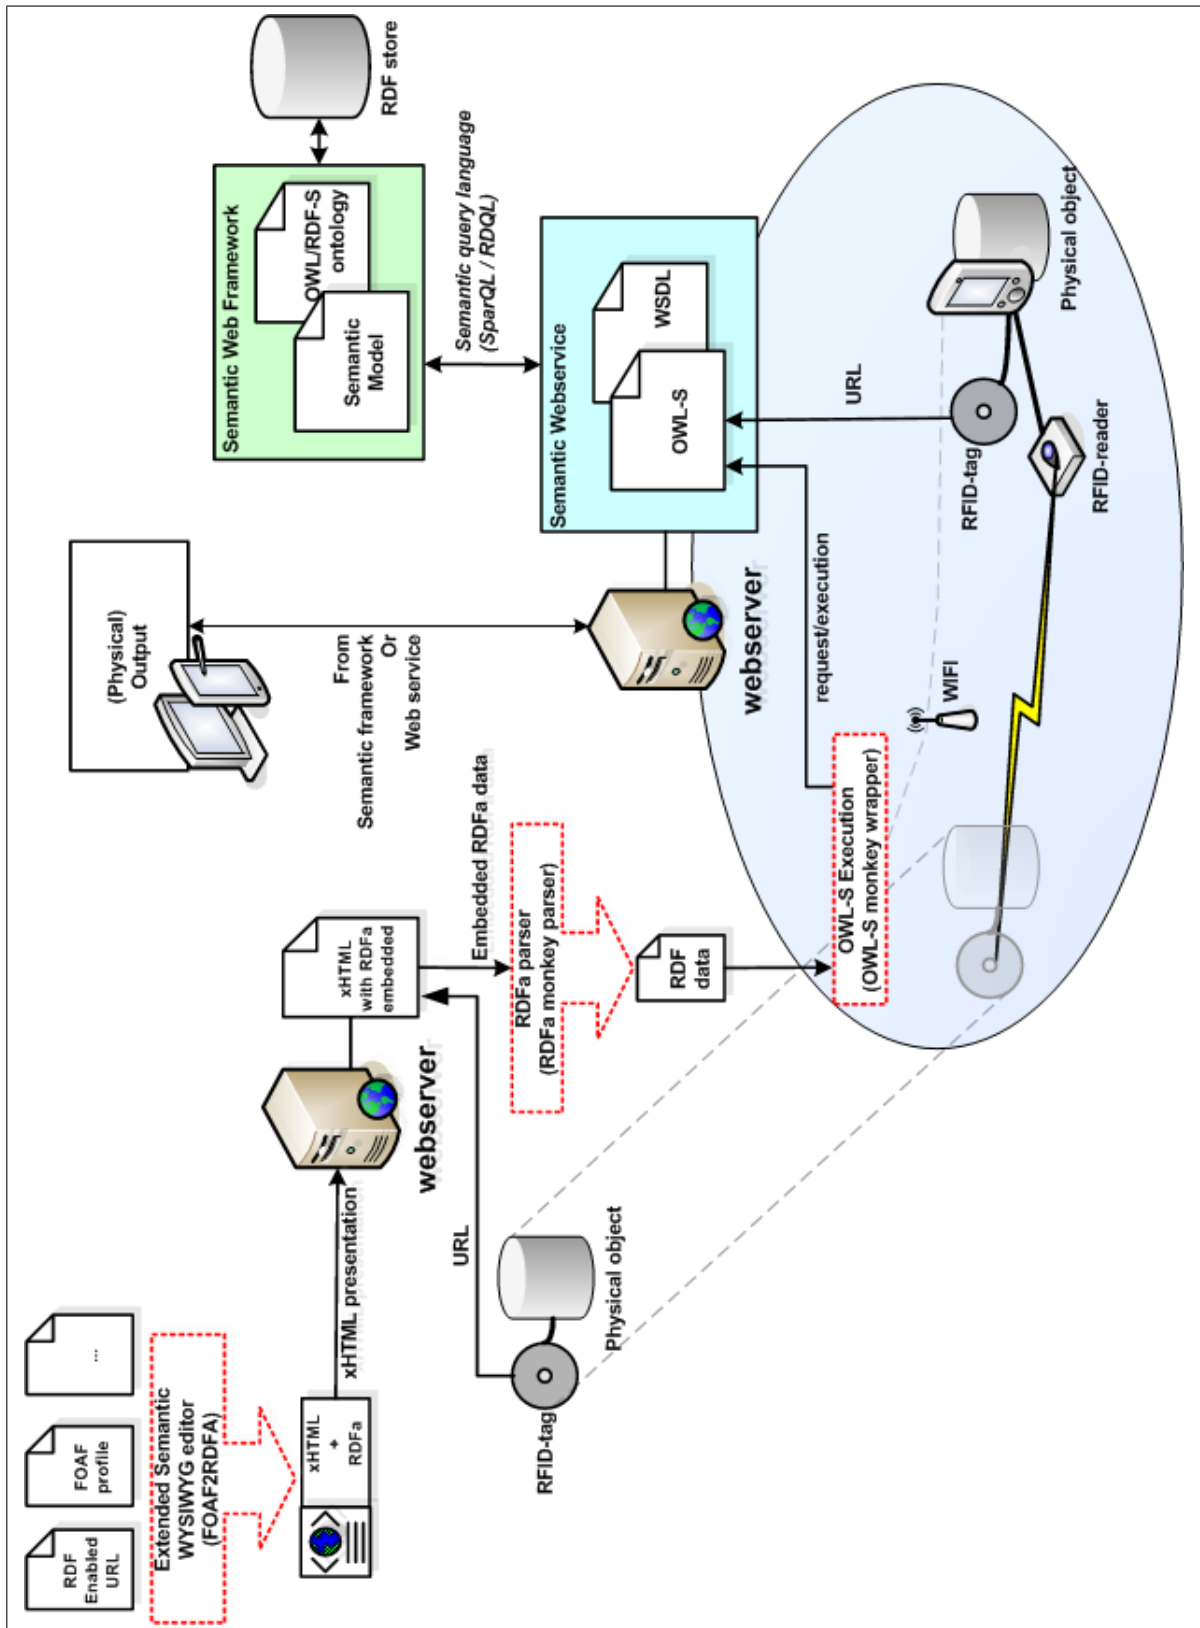 RDF
Enabled
URL
FOAF
profile
...
Extended Semantic
WYSIWYG editor
(FOAF2RDFA)
xHTML
+
RDFa
xHTML presentation
webserver
xHTML
with RDFa
embedded
URL
RFID-tag
Physical object
Embedded RDFa data
RDFa parser
(RDFa monkey parser)
RDF
data
OWL-S Execution
(OWL-S monkey wrapper)
request/execution
WIFI
(Physical)
Output
From
Semantic framework
Or
Web service
webserver
Semantic Web Framework
Semantic
Model
OWL/RDF-S
ontology
RDF store
Semantic query language
(SparQL / RDQL)
Semantic Webservice
OWL-S
WSDL
URL
RFID-tag
RFID-reader
Physical object